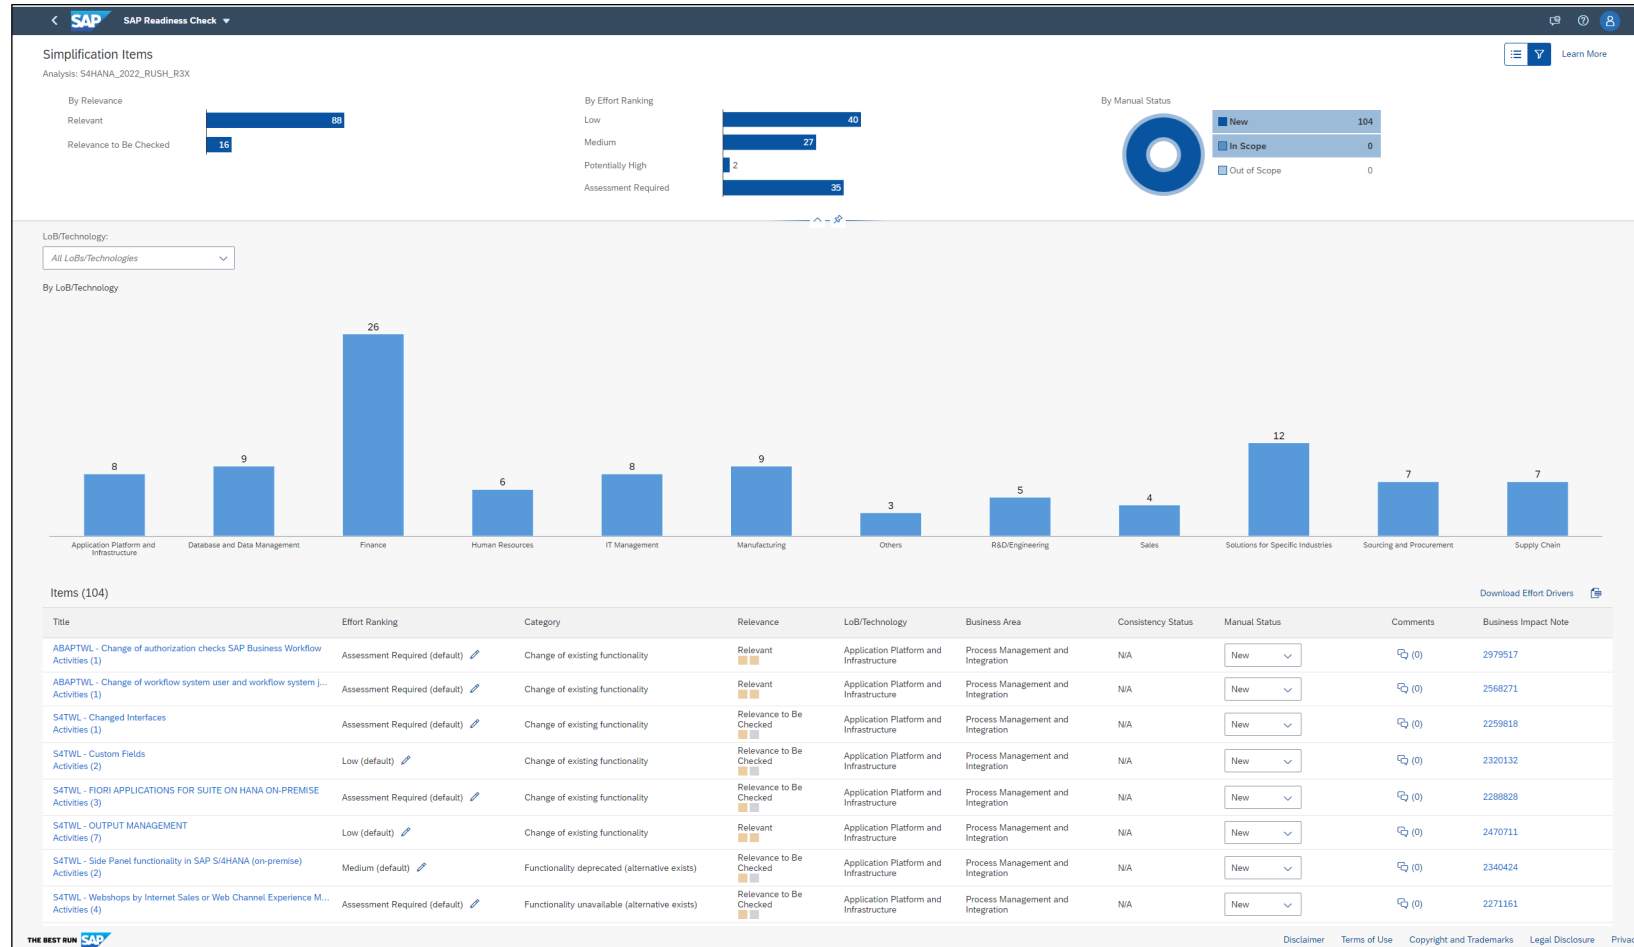 SAP SAP Readiness Check
Simplification Items
Learn More
Analysis: S4HANA_2022_RUSH_R3X
By Relevance
Relevant 88
Relevance to Be Checked 16
By Effort Ranking
Low 40
Medium 27
Potentially High 2
Assessment Required 35
By Manual Status
New 104
In Scope 0
Out of Scope 0
LoB/Technology:
All LoBs/Technologies
By LoB/Technology
8 9 26 6 8 9 3 5 4 12 7 7
Application Platform and Infrastructure
Database and Data Management
Finance
Human Resources
IT Management
Manufacturing
Others
R&D/Engineering
Sales
Solutions for Specific Industries
Sourcing and Procurement
Supply Chain
Items (104)
Download Effort Drivers
Title Effort Ranking Category Relevance LoB/Technology Business Area Consistency Status Manual Status Comments Business Impact Note
ABAPTWL - Change of authorization checks SAP Business Workflow
Activities (1)
Assessment Required (default) Change of existing functionality Relevant Application Platform and Infrastructure Process Management and Integration N/A New (0) 2979517
ABAPTWL - Change of workflow system user and workflow system j...
Activities (1)
Assessment Required (default) Change of existing functionality Relevant Application Platform and Infrastructure Process Management and Integration N/A New (0) 2568271
S4TWL - Changed Interfaces
Activities (1)
Assessment Required (default) Change of existing functionality Relevance to Be Checked Application Platform and Infrastructure Process Management and Integration N/A New (0) 2259818
S4TWL - Custom Fields
Activities (2)
Low (default) Change of existing functionality Relevance to Be Checked Application Platform and Infrastructure Process Management and Integration N/A New (0) 2320132
S4TWL - FIORI APPLICATIONS FOR SUITE ON HANA ON-PREMISE
Activities (3)
Assessment Required (default) Change of existing functionality Relevance to Be Checked Application Platform and Infrastructure Process Management and Integration N/A New (0) 2288828
S4TWL - OUTPUT MANAGEMENT
Activities (7)
Low (default) Change of existing functionality Relevant Application Platform and Infrastructure Process Management and Integration N/A New (0) 2470711
S4TWL - Side Panel functionality in SAP S/4HANA (on-premise)
Activities (2)
Medium (default) Functionality deprecated (alternative exists) Relevance to Be Checked Application Platform and Infrastructure Process Management and Integration N/A New (0) 2340424
S4TWL - Webshops by Internet Sales or Web Channel Experience M...
Activities (4)
Assessment Required (default) Functionality unavailable (alternative exists) Relevance to Be Checked Application Platform and Infrastructure Process Management and Integration N/A New (0) 2271161
THE BEST RUN SAP
Disclaimer Terms of Use Copyright and Trademarks Legal Disclosure Privac